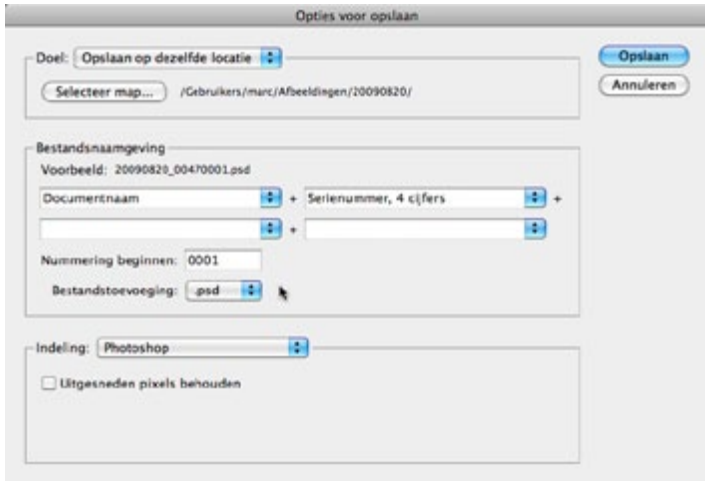 Opties voor opslaan
Doel: Opslaan op dezelfde locatie
Opslaan
Selecteer map... /Gebruikers/marc/Afbeeldingen/20090820/
Annuleren
Bestandsnaamgeving
Voorbeeld: 20090820_00470001.psd
Documentnaam + Serienummer, 4 cijfers +
+
Nummering beginnen: 0001
Bestandstoevoeging: .psd
Indeling: Photoshop
Uitgesneden pixels behouden